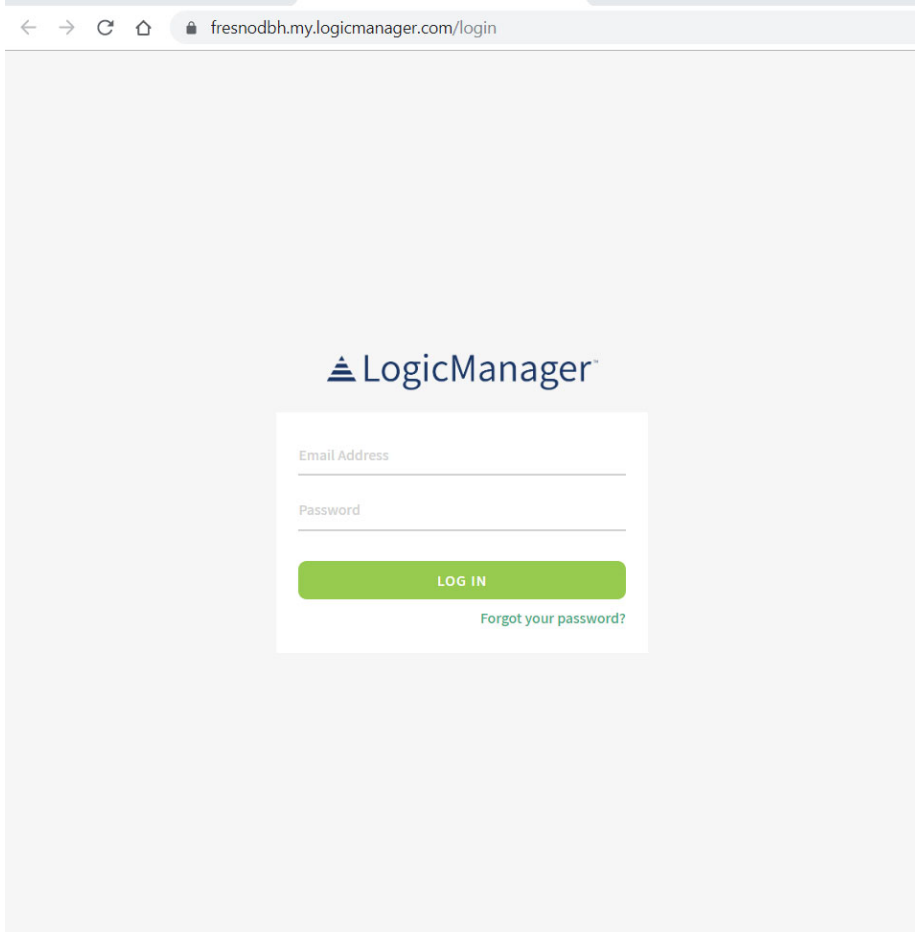 fresnodbh.my.logicmanager.com/login
LogicManager™
Email Address
Password
LOG IN
Forgot your password?